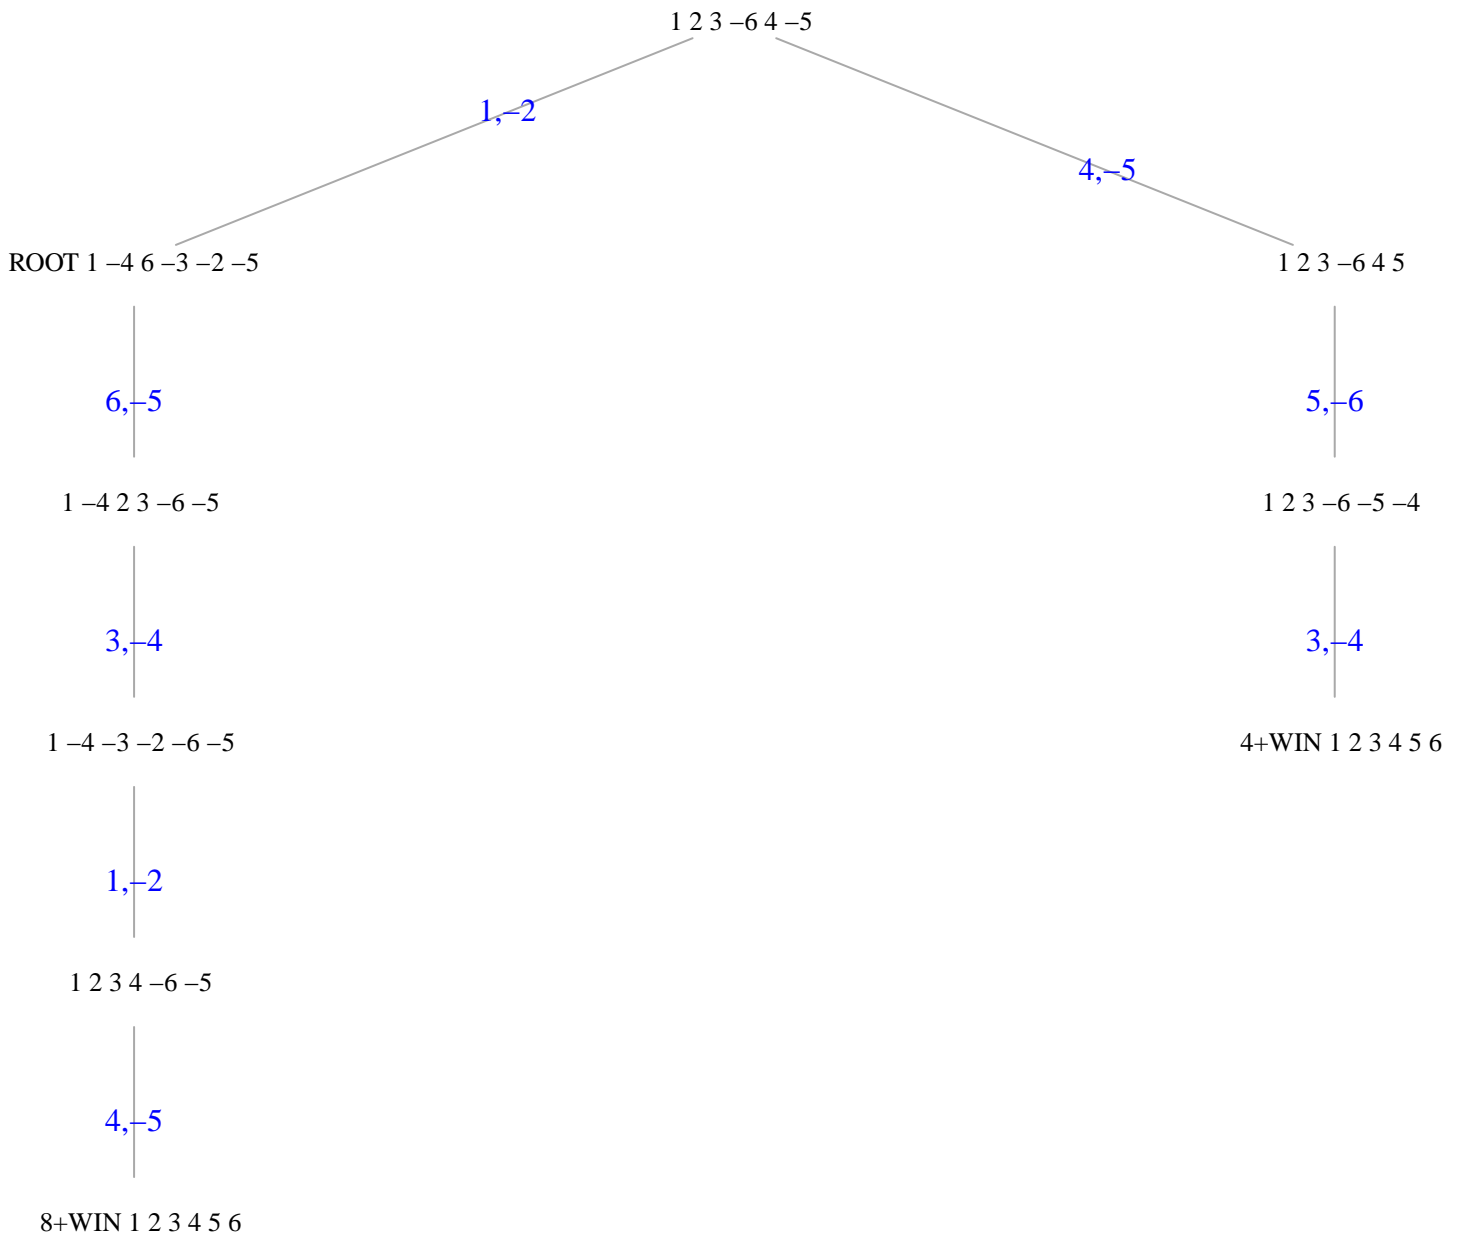 1 2 3 –6 4 –5
1,–2
4,–5
ROOT 1 –4 6 –3 –2 –5
1 2 3 –6 4 5
6,–5
5,–6
1 –4 2 3 –6 –5
1 2 3 –6 –5 –4
3,–4
3,–4
1 –4 –3 –2 –6 –5
4+WIN 1 2 3 4 5 6
1,–2
1 2 3 4 –6 –5
4,–5
8+WIN 1 2 3 4 5 6